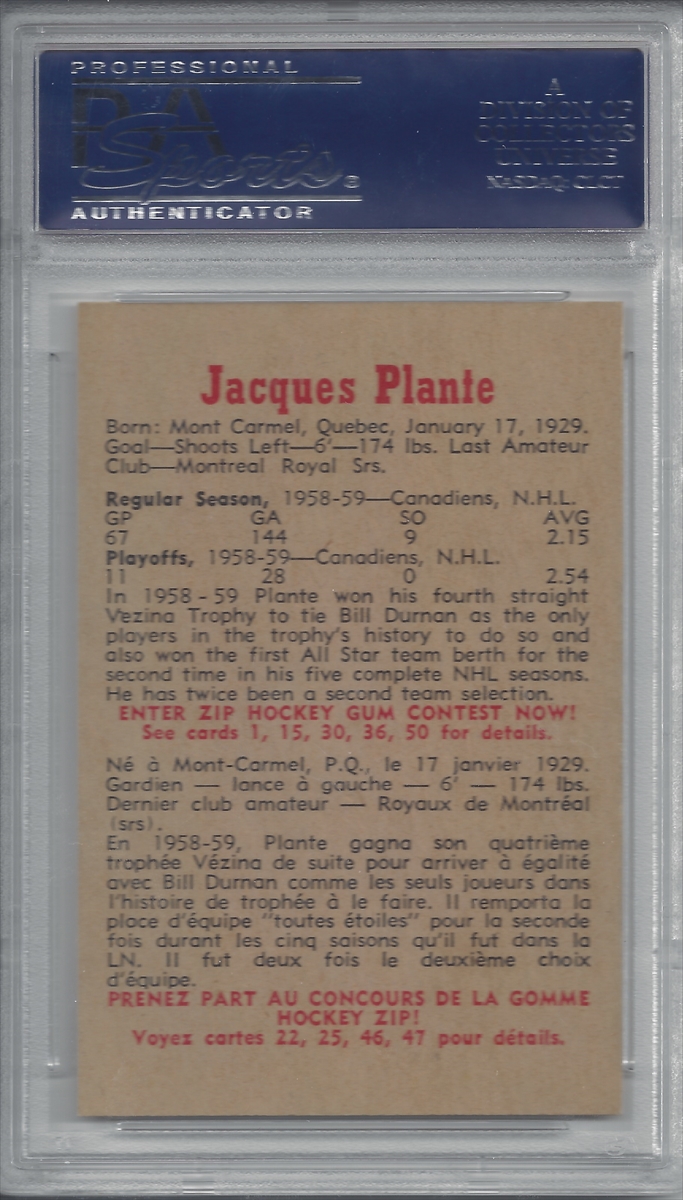 PROFESSIONAL
PSA
Sports®
AUTHENTICATOR
A
DIVISION OF
COLLECTORS
UNIVERSE
NASDAQ: CLCT
Jacques Plante
Born: Mont Carmel, Quebec, January 17, 1929.
Goal—Shoots Left—6'—174 lbs. Last Amateur
Club—Montreal Royal Srs.
Regular Season, 1958-59—Canadiens, N.H.L.
GP GA SO AVG
67 144 9 2.15
Playoffs, 1958-59—Canadiens, N.H.L.
11 28 0 2.54
In 1958-59 Plante won his fourth straight
Vezina Trophy to tie Bill Durnan as the only
players in the trophy's history to do so and
also won the first All Star team berth for the
second time in his five complete NHL seasons.
He has twice been a second team selection.
ENTER ZIP HOCKEY GUM CONTEST NOW!
See cards 1, 15, 30, 36, 50 for details.
Né à Mont-Carmel, P.Q., le 17 janvier 1929.
Gardien — lance à gauche — 6' — 174 lbs.
Dernier club amateur — Royaux de Montréal
(srs).
En 1958-59, Plante gagna son quatrième
trophée Vézina de suite pour arriver à égalité
avec Bill Durnan comme les seuls joueurs dans
l'histoire de trophée à le faire. Il remporta la
place d'équipe "toutes étoiles" pour la seconde
fois durant les cinq saisons qu'il fut dans la
LN. Il fut deux fois le deuxième choix
d'équipe.
PRENEZ PART AU CONCOURS DE LA GOMME
HOCKEY ZIP!
Voyez cartes 22, 25, 46, 47 pour détails.